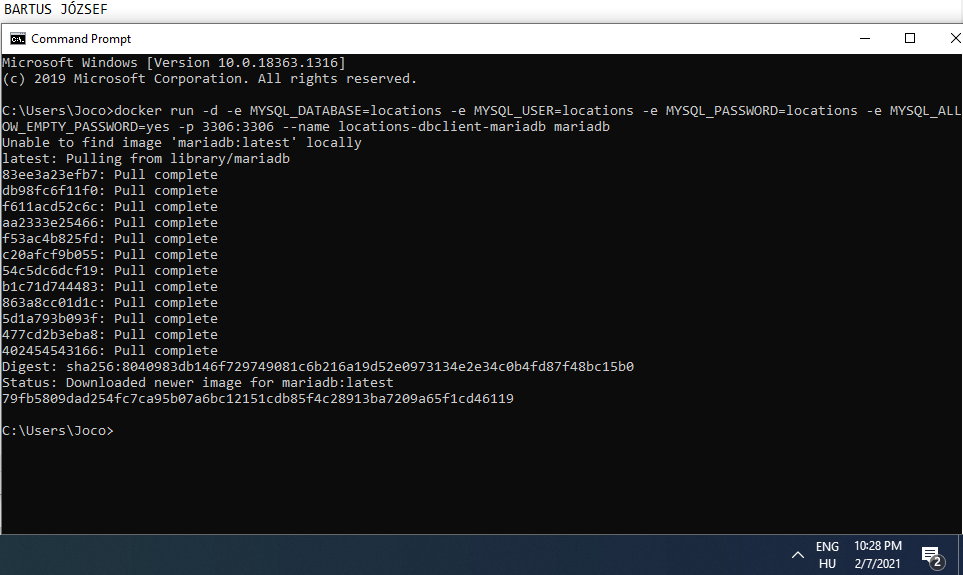 BARTUS JÓZSEF
Command Prompt
Microsoft Windows [Version 10.0.18363.1316]
(c) 2019 Microsoft Corporation. All rights reserved.
C:\Users\Joco>docker run -d -e MYSQL_DATABASE=locations -e MYSQL_USER=locations -e MYSQL_PASSWORD=locations -e MYSQL_ALL
OW_EMPTY_PASSWORD=yes -p 3306:3306 --name locations-dbclient-mariadb mariadb
Unable to find image 'mariadb:latest' locally
latest: Pulling from library/mariadb
83ee3a23efb7: Pull complete
db98fc6f11f0: Pull complete
f611acd52c6c: Pull complete
aa2333e25466: Pull complete
f53ac4b825fd: Pull complete
c20afcf9b055: Pull complete
54c5dc6dcf19: Pull complete
b1c71d744483: Pull complete
863a8cc01d1c: Pull complete
5d1a793b093f: Pull complete
477cd2b3eba8: Pull complete
402454543166: Pull complete
Digest: sha256:8040983db146f729749081c6b216a19d52e0973134e2e34c0b4fd87f48bc15b0
Status: Downloaded newer image for mariadb:latest
79fb5809dad254fc7ca95b07a6bc12151cdb85f4c28913ba7209a65f1cd46119
C:\Users\Joco>
ENG 10:28 PM
HU 2/7/2021 2